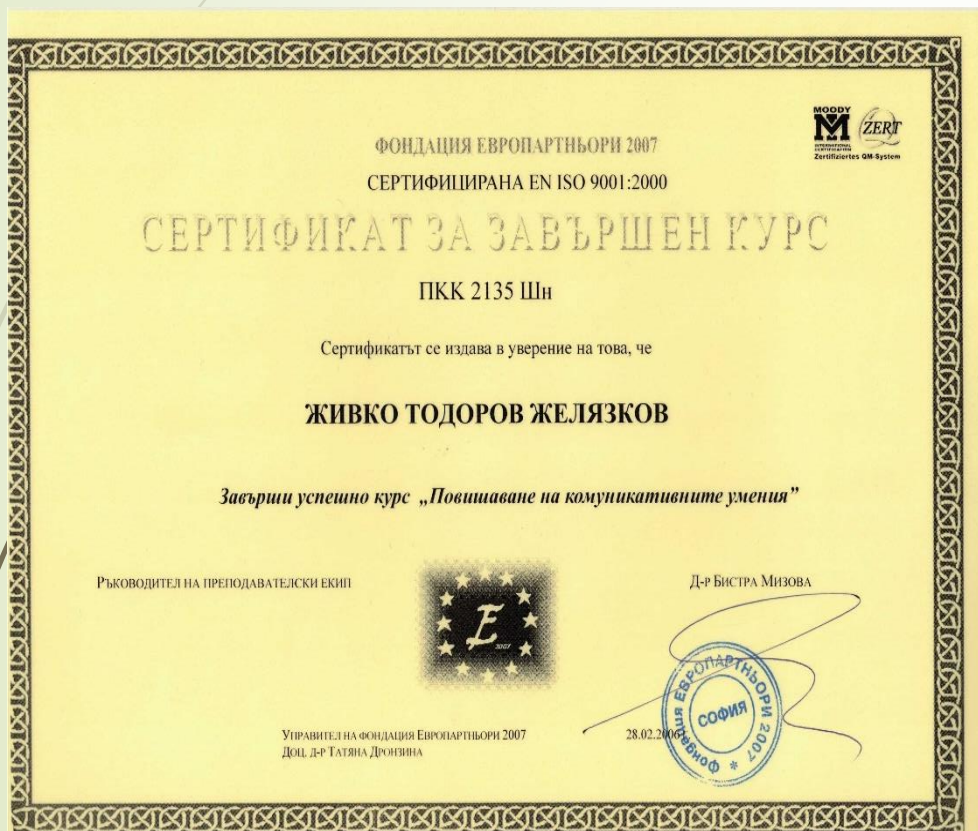 MOODY
INTERNATIONAL
CERTIFICATION
ZERT
Zertifiziertes QM-System
ФОНДАЦИЯ ЕВРОПАРТНЬОРИ 2007
СЕРТИФИЦИРАНА EN ISO 9001:2000
СЕРТИФИКАТ ЗА ЗАВЪРШЕН КУРС
ПКК 2135 Шн
Сертификатът се издава в уверение на това, че
ЖИВКО ТОДОРОВ ЖЕЛЯЗКОВ
Завърши успешно курс „Повишаване на комуникативните умения”
РЪКОВОДИТЕЛ НА ПРЕПОДАВАТЕЛСКИ ЕКИП
Д-Р БИСТРА МИЗОВА
E
2007
УПРАВИТЕЛ НА ФОНДАЦИЯ ЕВРОПАРТНЬОРИ 2007
ДОЦ. Д-Р ТАТЯНА ДРОНЗИНА
28.02.2006
Фондация ЕВРОПАРТНЬОРИ 2007 *
СОФИЯ